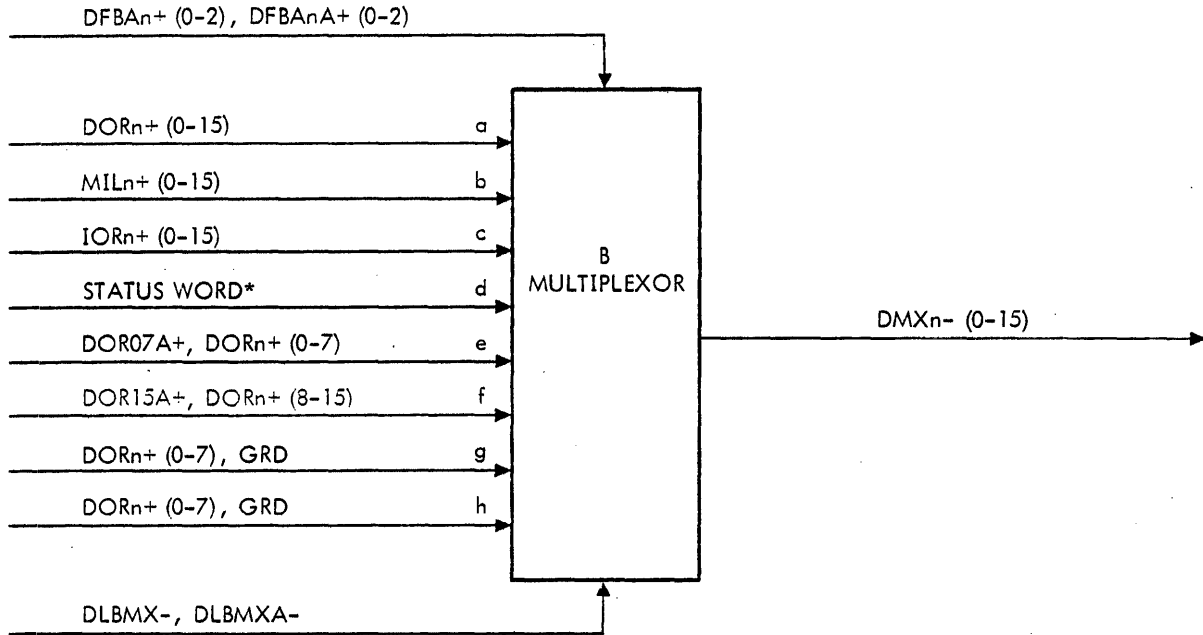 DFBAn+ (0-2), DFBAnA+ (0-2)
DORn+ (0-15) a
MILn+ (0-15) b
IORn+ (0-15) c
STATUS WORD* d
DOR07A+, DORn+ (0-7) e
DOR15A+, DORn+ (8-15) f
DORn+ (0-7), GRD g
DORn+ (0-7), GRD h
B
MULTIPLEXOR
DMXn- (0-15)
DLBMX-, DLBMXA-